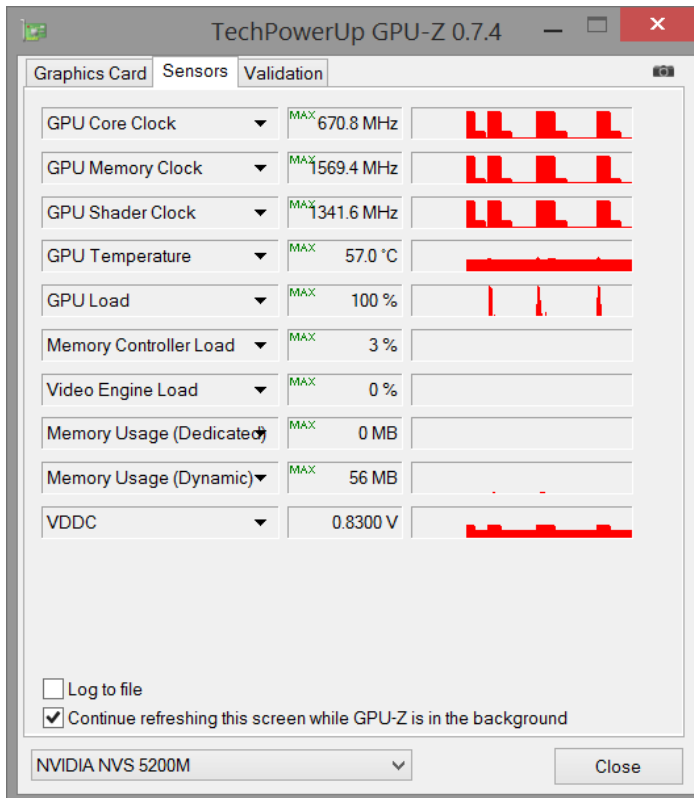 TechPowerUp GPU-Z 0.7.4
Graphics Card Sensors Validation
GPU Core Clock MAX 670.8 MHz
GPU Memory Clock MAX 1569.4 MHz
GPU Shader Clock MAX 1341.6 MHz
GPU Temperature MAX 57.0 °C
GPU Load MAX 100 %
Memory Controller Load MAX 3 %
Video Engine Load MAX 0 %
Memory Usage (Dedicated) MAX 0 MB
Memory Usage (Dynamic) MAX 56 MB
VDDC 0.8300 V
Log to file
Continue refreshing this screen while GPU-Z is in the background
NVIDIA NVS 5200M Close